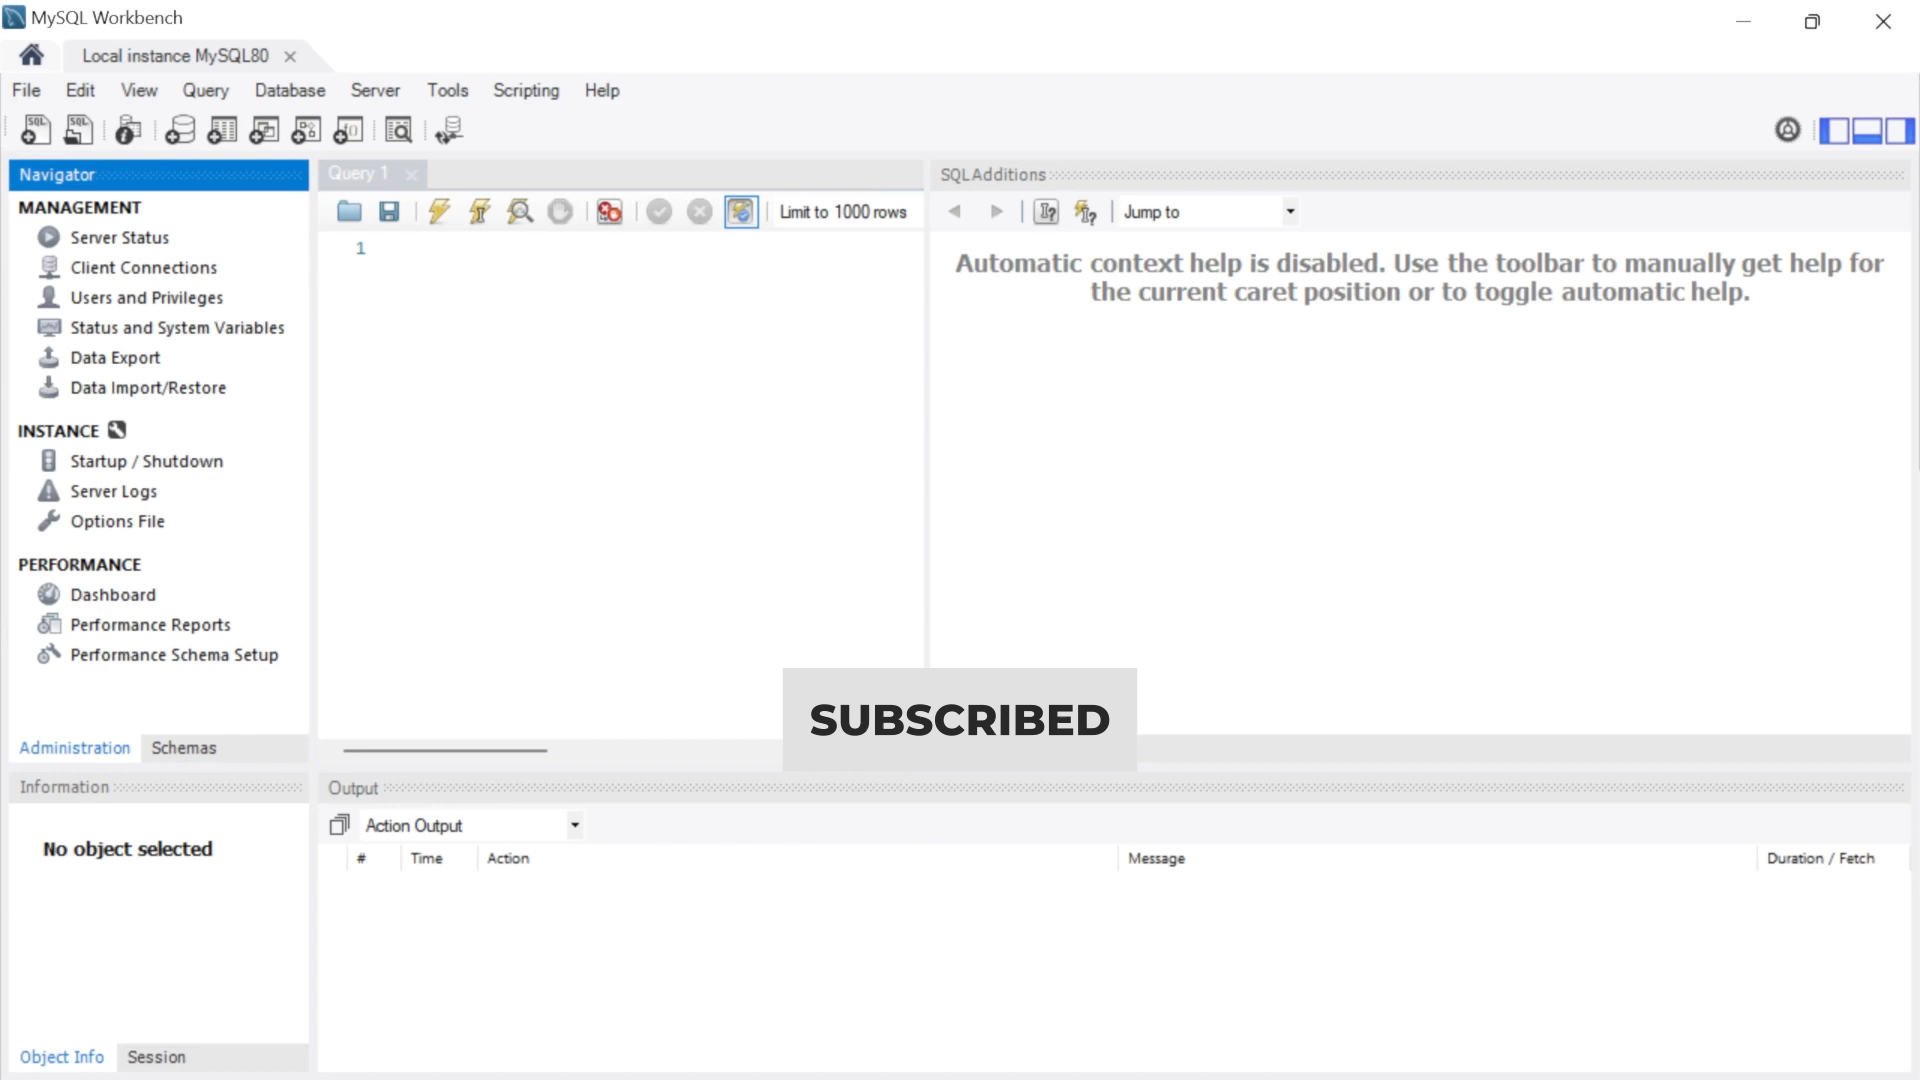 MySQL Workbench
Local instance MySQL80
File Edit View Query Database Server Tools Scripting Help
SQL SQL
Navigator
MANAGEMENT
Server Status
Client Connections
Users and Privileges
Status and System Variables
Data Export
Data Import/Restore
INSTANCE
Startup / Shutdown
Server Logs
Options File
PERFORMANCE
Dashboard
Performance Reports
Performance Schema Setup
Administration Schemas
Information
No object selected
Object Info Session
Query 1
Limit to 1000 rows
1
SQLAdditions
Jump to
Automatic context help is disabled. Use the toolbar to manually get help for
the current caret position or to toggle automatic help.
SUBSCRIBED
Output
Action Output
# Time Action Message Duration / Fetch